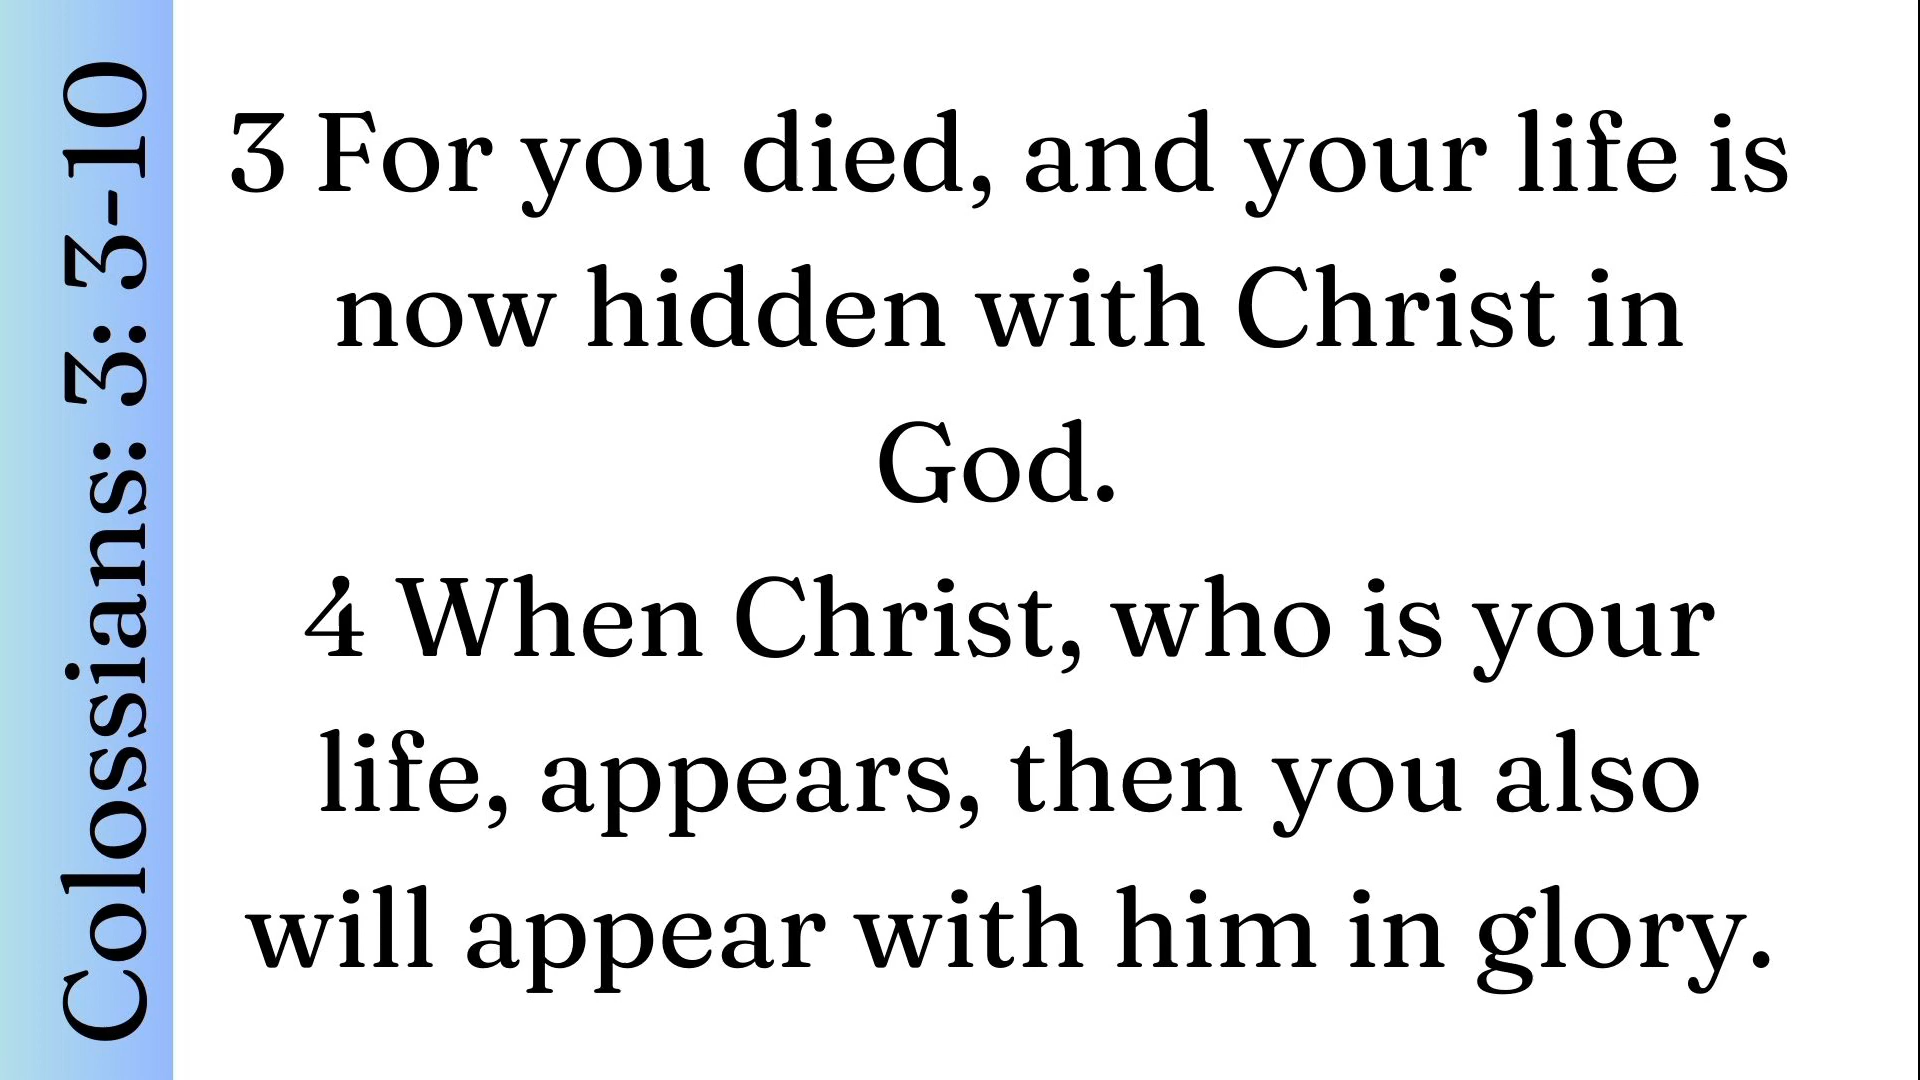 Colossians: 3: 3-10
3 For you died, and your life is
now hidden with Christ in
God.
4 When Christ, who is your
life, appears, then you also
will appear with him in glory.